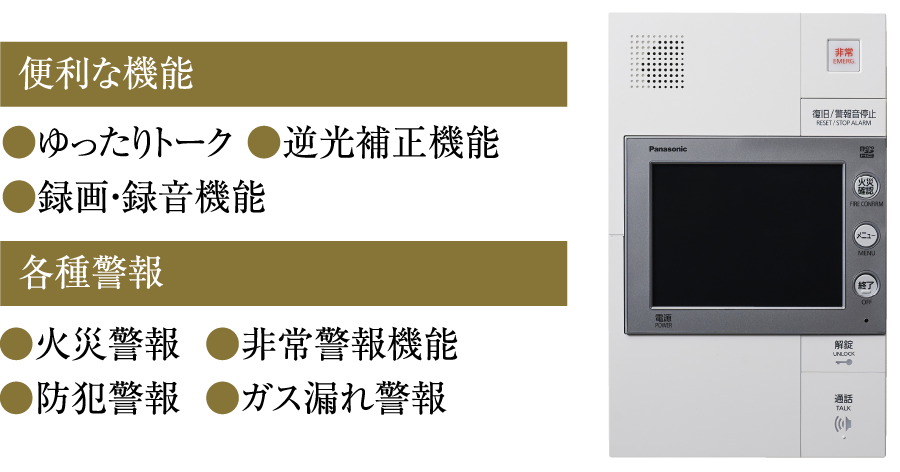 便利な機能
●ゆったりトーク ●逆光補正機能
●録画・録音機能
各種警報
●火災警報 ●非常警報機能
●防犯警報 ●ガス漏れ警報
非常
EMERG.
復旧/警報音停止
RESET / STOP ALARM
Panasonic
火災
確認
FIRE CONFIRM
メニュー
MENU
終了
OFF
電源
POWER
解錠
UNLOCK
通話
TALK